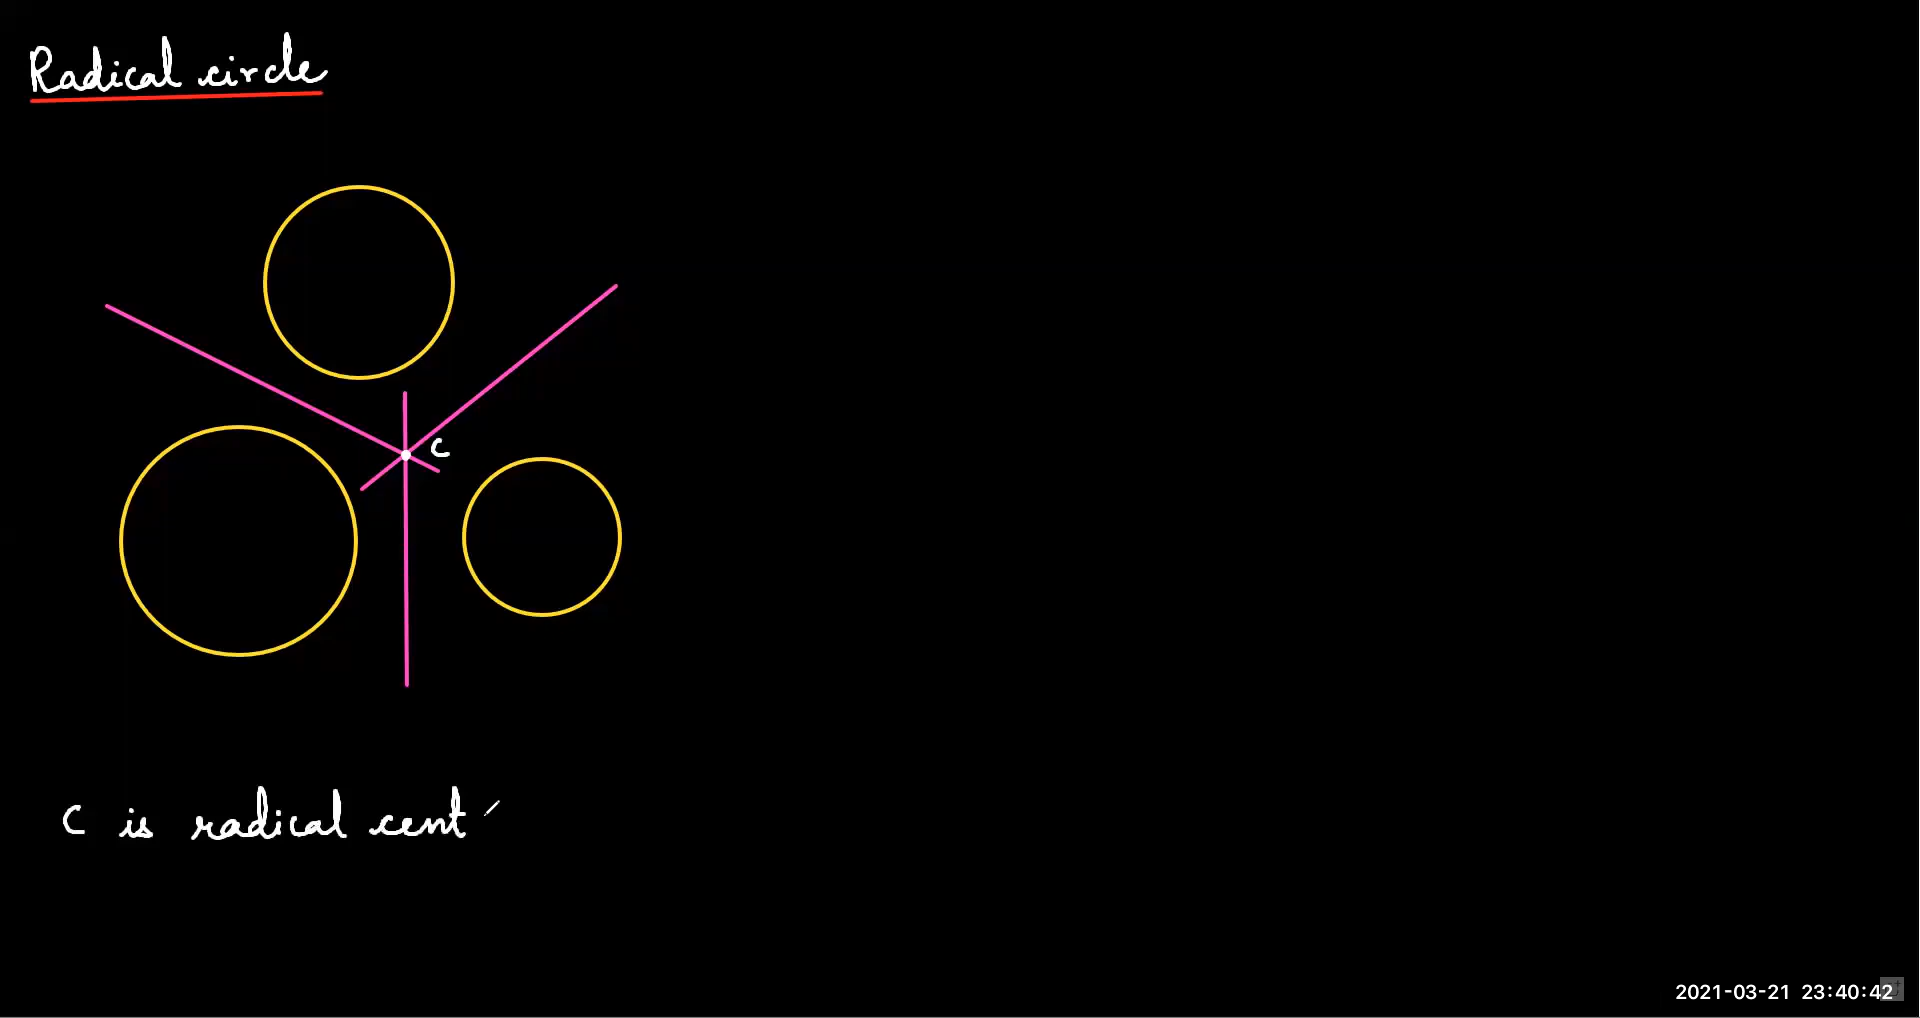 Radical circle
C
C is radical cent
2021-03-21 23:40:42